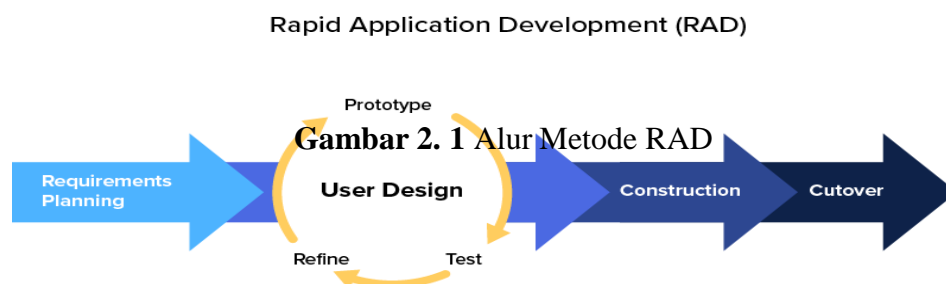 Rapid Application Development (RAD)
Prototype
Gambar 2. 1 Alur Metode RAD
Requirements
Planning
User Design
Construction
Cutover
Refine
Test